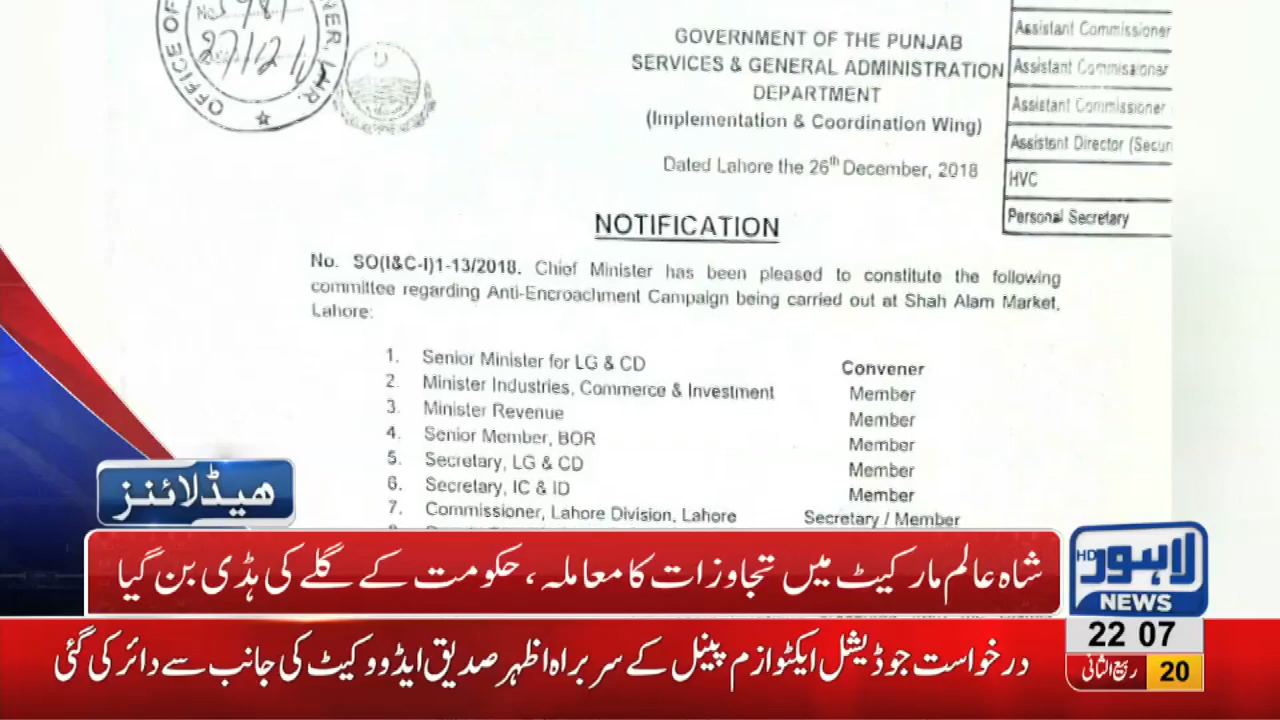 OFFICE OF
27/12/
LHR.
GOVERNMENT OF THE PUNJAB
SERVICES & GENERAL ADMINISTRATION
DEPARTMENT
(Implementation & Coordination Wing)
Dated Lahore the 26th December, 2018
Assistant Commissioner
Assistant Commissioner
Assistant Commissioner
Assistant Director (Secur
HVC
Personal Secretary
NOTIFICATION
No. SO(I&C-I)1-13/2018. Chief Minister has been pleased to constitute the following
committee regarding Anti-Encroachment Campaign being carried out at Shah Alam Market,
Lahore:
1. Senior Minister for LG & CD Convener
2. Minister Industries, Commerce & Investment Member
3. Minister Revenue Member
4. Senior Member, BOR Member
5. Secretary, LG & CD Member
6. Secretary, IC & ID Member
7. Commissioner, Lahore Division, Lahore Secretary / Member
ہیڈلائنز
شاہ عالم مارکیٹ میں تجاوزات کا معاملہ، حکومت کے گلے کی ہڈی بن گیا
لاہور HD
NEWS
22 07
درخواست جوڈیشل ایکٹوازم پینل کے سربراہ اظہر صدیق ایڈووکیٹ کی جانب سے دائر کی گئی
20 ربیع الثانی